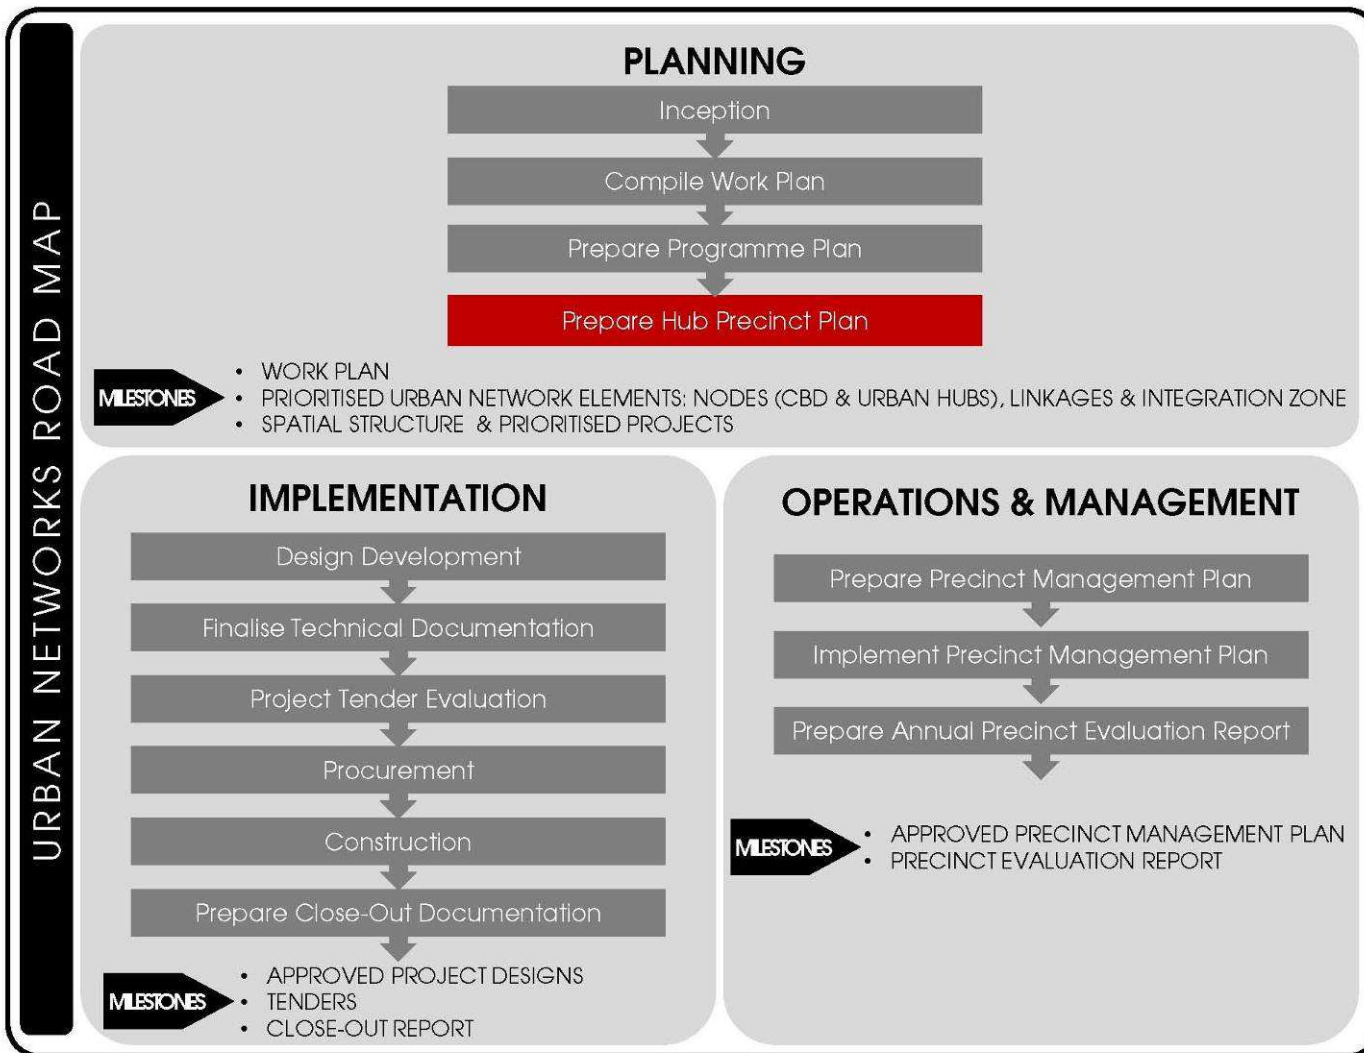 URBAN NETWORKS ROAD MAP
PLANNING
Inception
Compile Work Plan
Prepare Programme Plan
Prepare Hub Precinct Plan
MILESTONES
• WORK PLAN
• PRIORITISED URBAN NETWORK ELEMENTS: NODES (CBD & URBAN HUBS), LINKAGES & INTEGRATION ZONE
• SPATIAL STRUCTURE & PRIORITISED PROJECTS
IMPLEMENTATION
Design Development
Finalise Technical Documentation
Project Tender Evaluation
Procurement
Construction
Prepare Close-Out Documentation
MILESTONES
• APPROVED PROJECT DESIGNS
• TENDERS
• CLOSE-OUT REPORT
OPERATIONS & MANAGEMENT
Prepare Precinct Management Plan
Implement Precinct Management Plan
Prepare Annual Precinct Evaluation Report
MILESTONES
• APPROVED PRECINCT MANAGEMENT PLAN
• PRECINCT EVALUATION REPORT